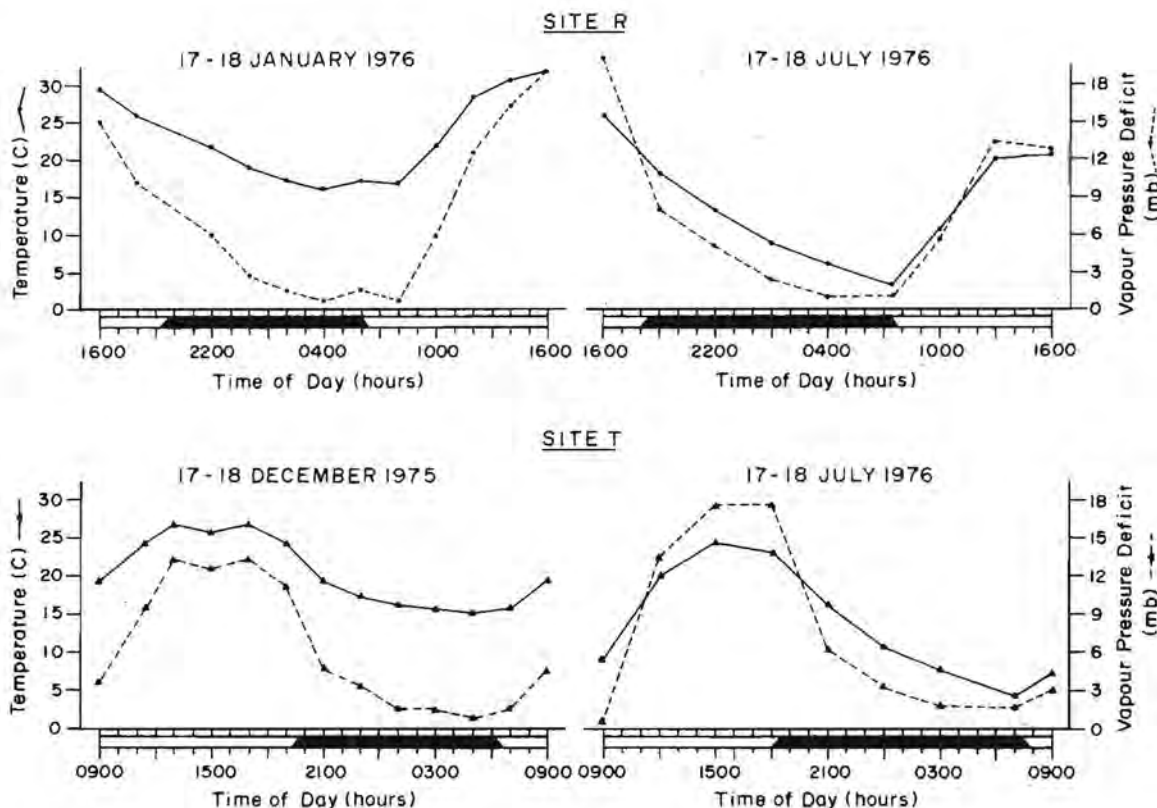 SITE R
17-18 JANUARY 1976
17-18 JULY 1976
Temperature (C)
30
25
20
15
10
5
0
18
15
12
9
6
3
0
Vapour Pressure Deficit
(mb)
1600 2200 0400 1000 1600
1600 2200 0400 1000 1600
Time of Day (hours)
Time of Day (hours)
SITE T
17-18 DECEMBER 1975
17-18 JULY 1976
Temperature (C)
30
25
20
15
10
5
0
18
15
12
9
6
3
0
Vapour Pressure Deficit
(mb)
0900 1500 2100 0300 0900
0900 1500 2100 0300 0900
Time of Day (hours)
Time of Day (hours)